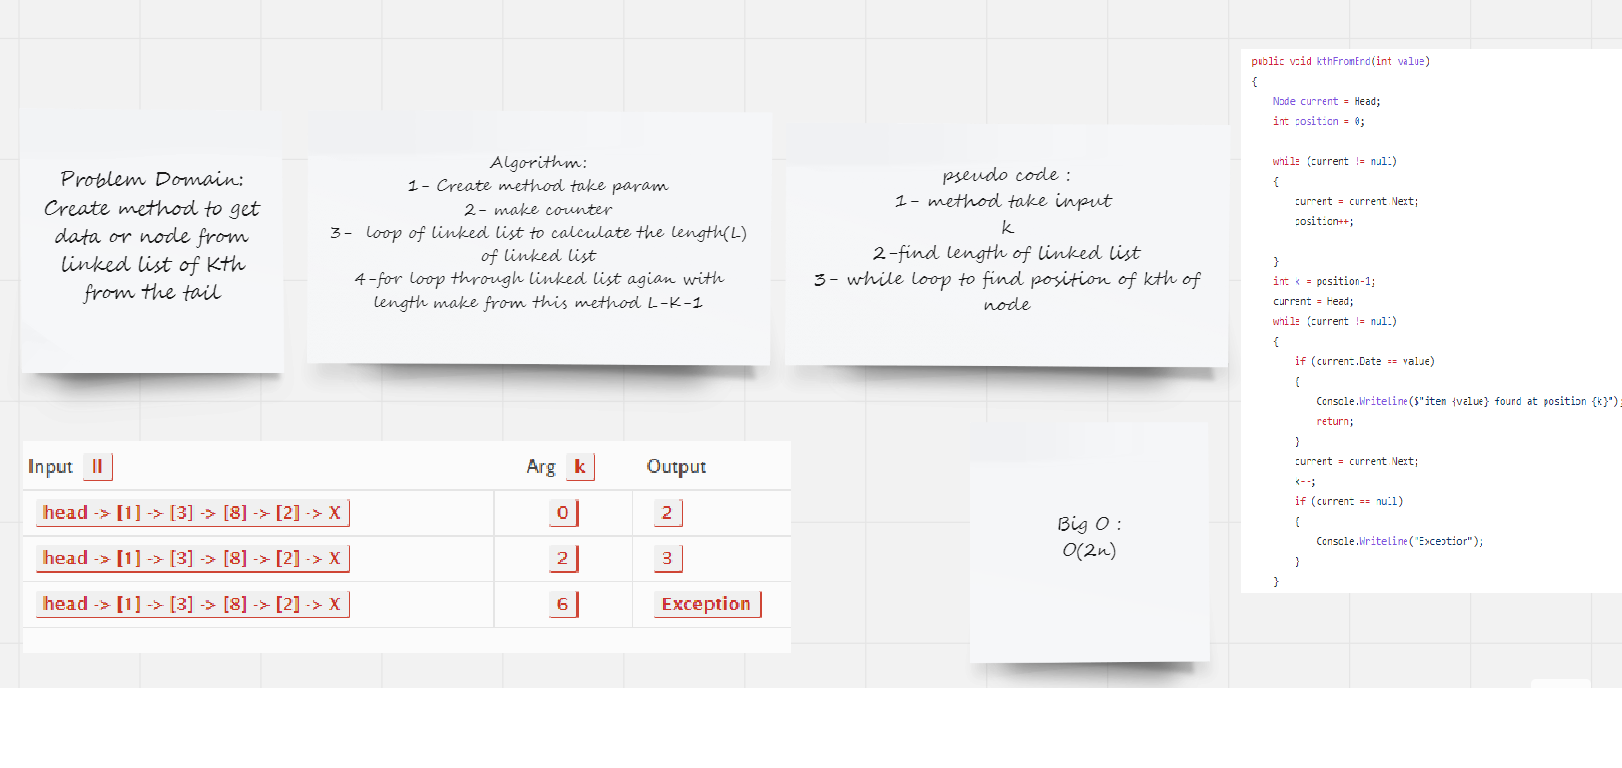 Problem Domain:
Create method to get
data or node from
linked list of Kth
from the tail
Algorithm:
1- Create method take param
2- make counter
3- loop of linked list to calculate the length(L)
of linked list
4-for loop through linked list agian with
length make from this method L-K-1
pseudo code :
1- method take input
k
2-find length of linked list
3- while loop to find position of kth of
node
public void kthFromEnd(int value)
{
Node current = Head;
int position = 0;
while (current != null)
{
current = current.Next;
position++;
}
int k = position-1;
current = Head;
while (current != null)
{
if (current.Date == value)
{
Console.WriteLine($"item {value} found at position {k}");
return;
}
current = current.Next;
k--;
if (current == null)
{
Console.WriteLine("Exception");
}
}
Input ll Arg k Output
head -> [1] -> [3] -> [8] -> [2] -> X 0 2
head -> [1] -> [3] -> [8] -> [2] -> X 2 3
head -> [1] -> [3] -> [8] -> [2] -> X 6 Exception
Big O :
O(2n)